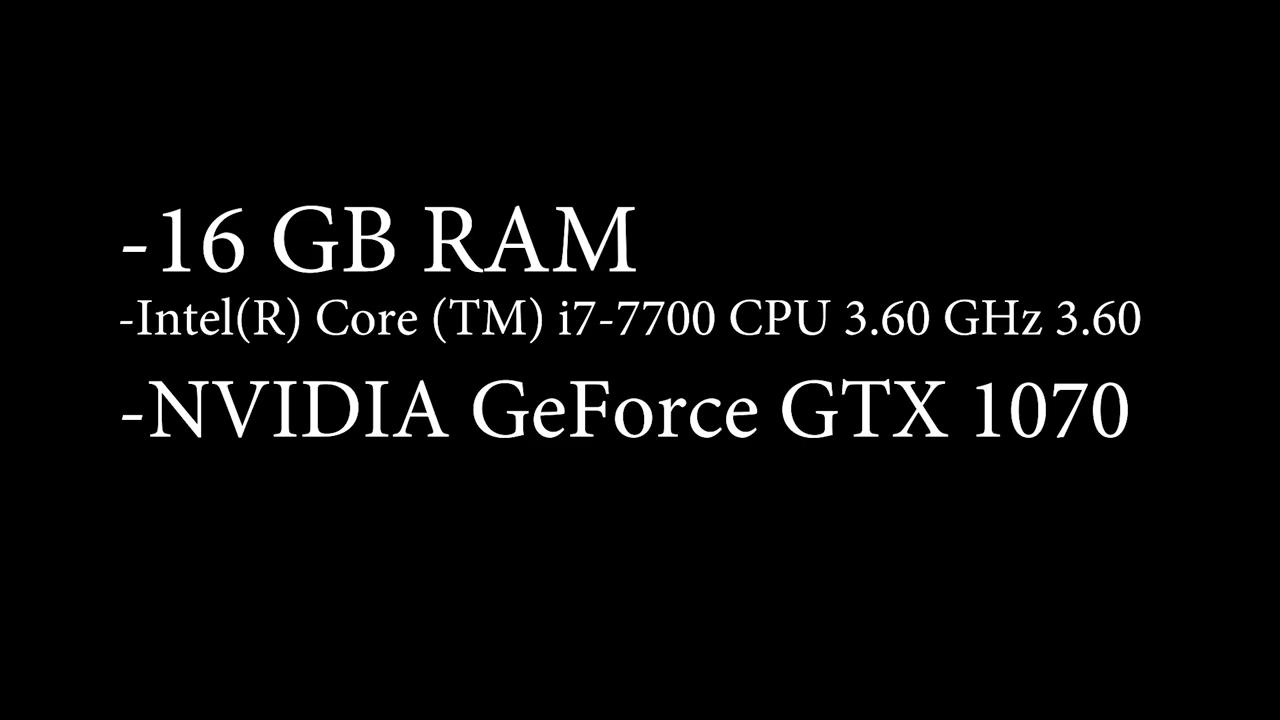 -16 GB RAM
-Intel(R) Core (TM) i7-7700 CPU 3.60 GHz 3.60
-NVIDIA GeForce GTX 1070